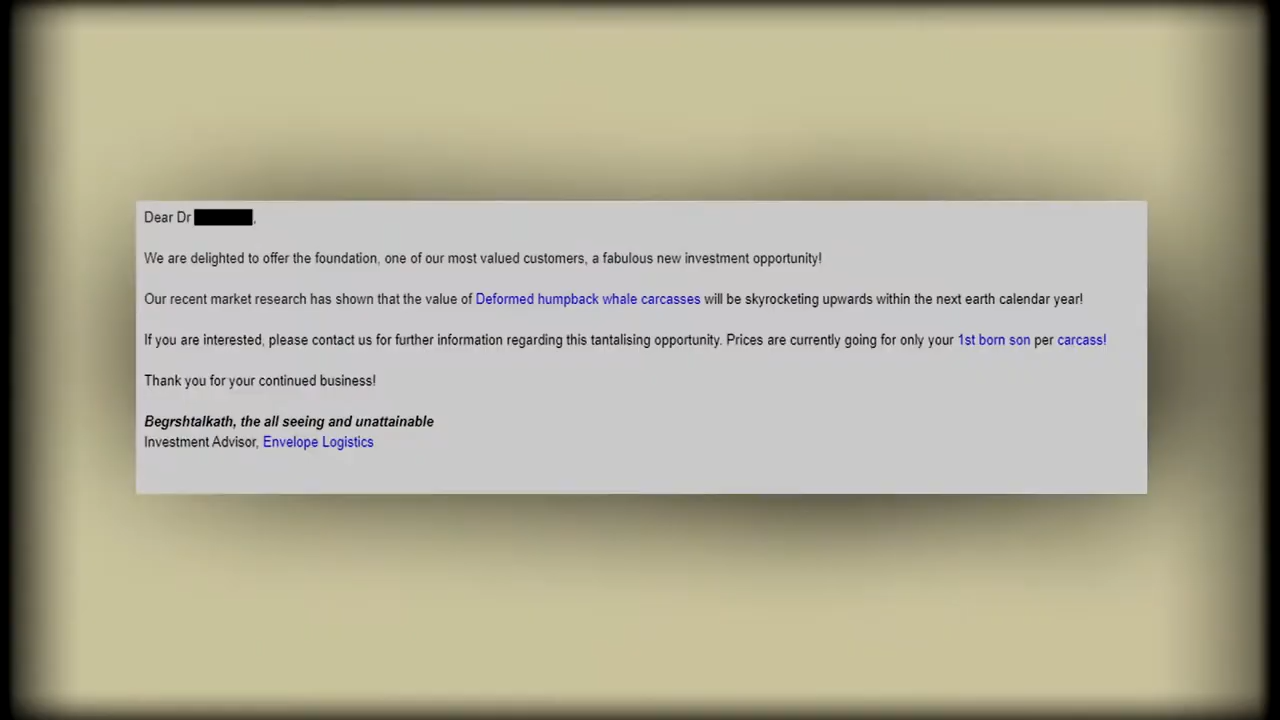 Dear Dr ,
We are delighted to offer the foundation, one of our most valued customers, a fabulous new investment opportunity!
Our recent market research has shown that the value of Deformed humpback whale carcasses will be skyrocketing upwards within the next earth calendar year!
If you are interested, please contact us for further information regarding this tantalising opportunity. Prices are currently going for only your 1st born son per carcass!
Thank you for your continued business!
Begrshtalkath, the all seeing and unattainable
Investment Advisor, Envelope Logistics